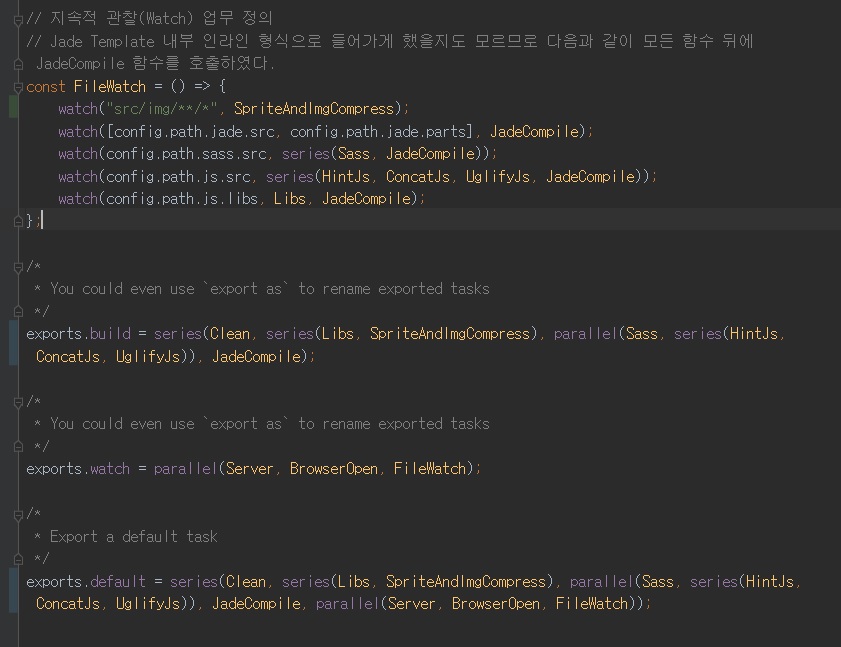 // 지속적 관찰(Watch) 업무 정의
// Jade Template 내부 인라인 형식으로 들어가게 했을지도 모르므로 다음과 같이 모든 함수 뒤에
JadeCompile 함수를 호출하였다.
const FileWatch = () => {
watch("src/img/**/*", SpriteAndImgCompress);
watch([config.path.jade.src, config.path.jade.parts], JadeCompile);
watch(config.path.sass.src, series(Sass, JadeCompile));
watch(config.path.js.src, series(HintJs, ConcatJs, UglifyJs, JadeCompile));
watch(config.path.js.libs, Libs, JadeCompile);
};
/*
* You could even use `export as` to rename exported tasks
*/
exports.build = series(Clean, series(Libs, SpriteAndImgCompress), parallel(Sass, series(HintJs,
ConcatJs, UglifyJs)), JadeCompile);
/*
* You could even use `export as` to rename exported tasks
*/
exports.watch = parallel(Server, BrowserOpen, FileWatch);
/*
* Export a default task
*/
exports.default = series(Clean, series(Libs, SpriteAndImgCompress), parallel(Sass, series(HintJs,
ConcatJs, UglifyJs)), JadeCompile, parallel(Server, BrowserOpen, FileWatch));